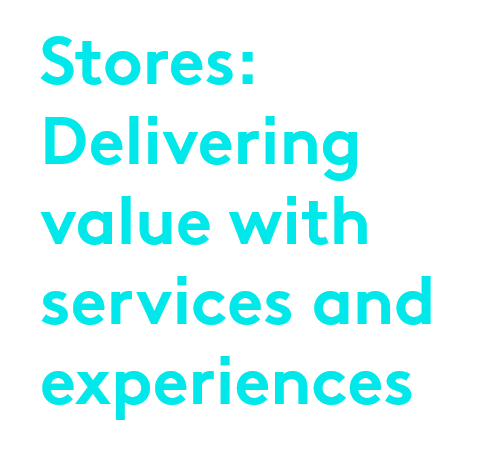 Stores:
Delivering
value with
services and
experiences